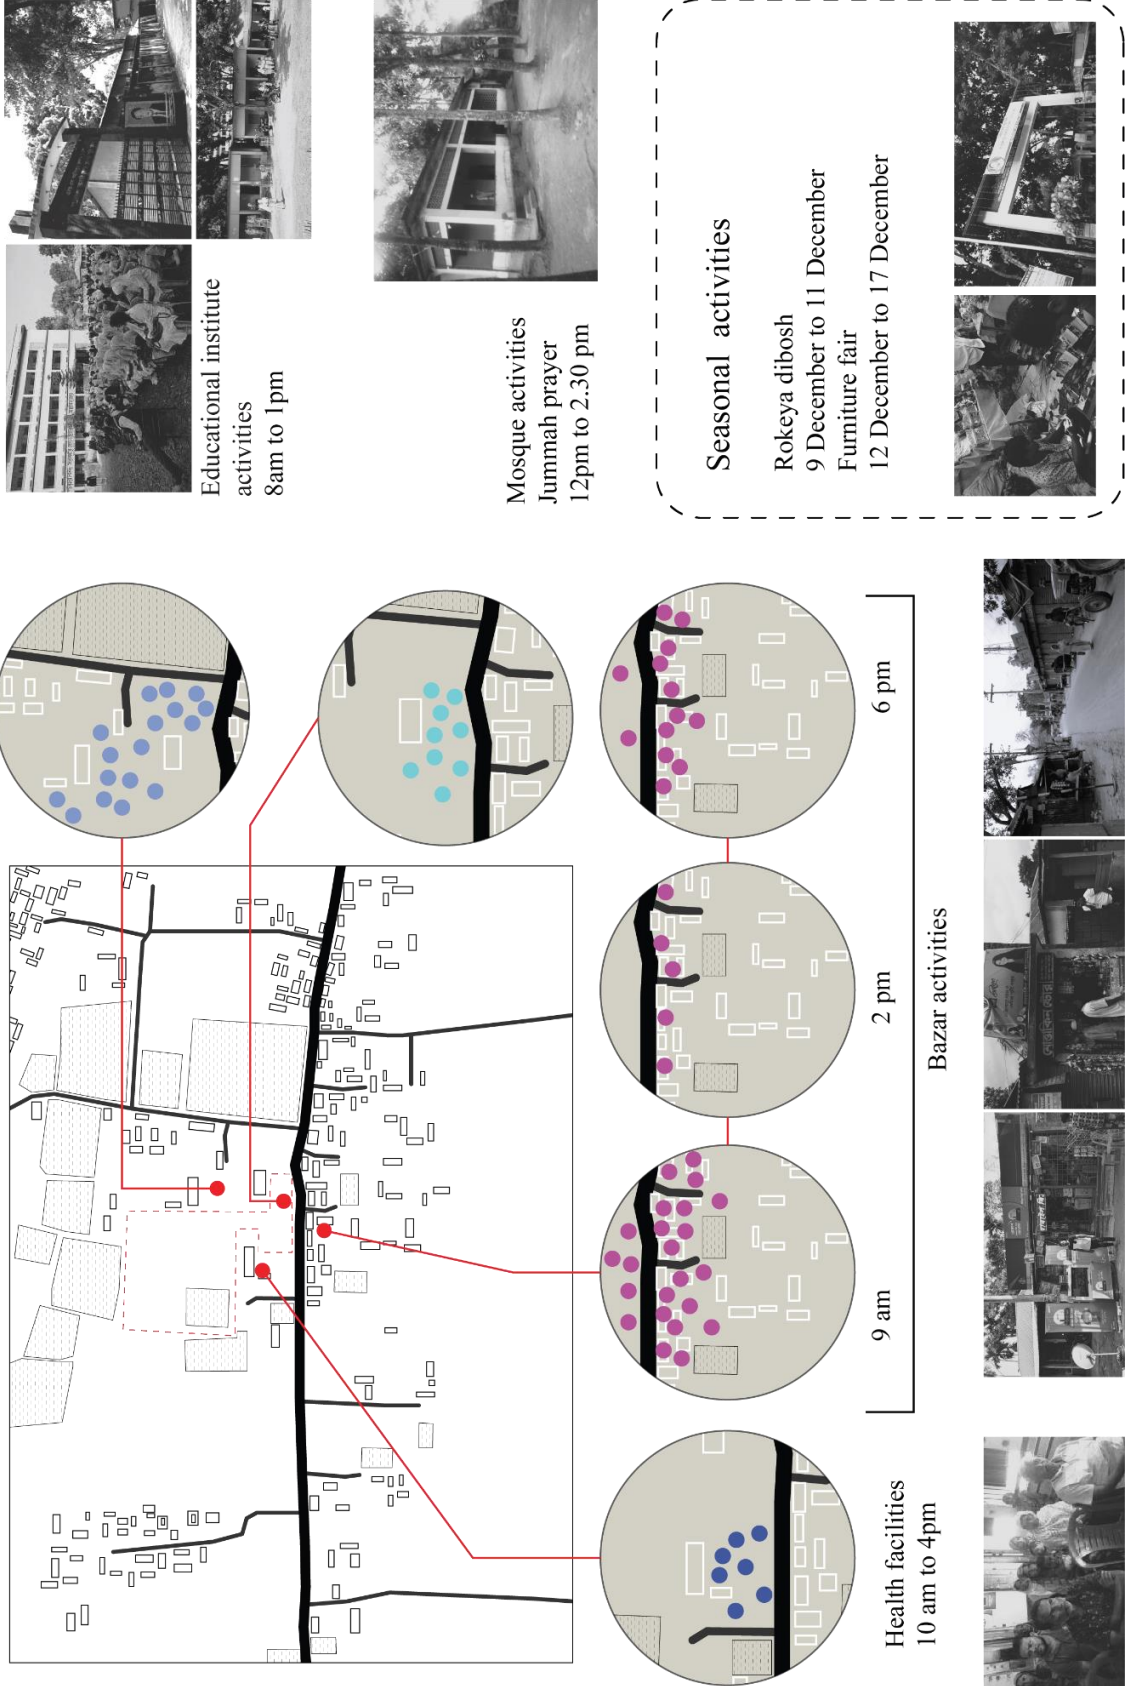 Educational institute
activities
8am to 1pm
Mosque activities
Jummah prayer
12pm to 2.30 pm
Seasonal activities
Rokeya dibosh
9 December to 11 December
Furniture fair
12 December to 17 December
Health facilities
10 am to 4pm
9 am
2 pm
6 pm
Bazar activities